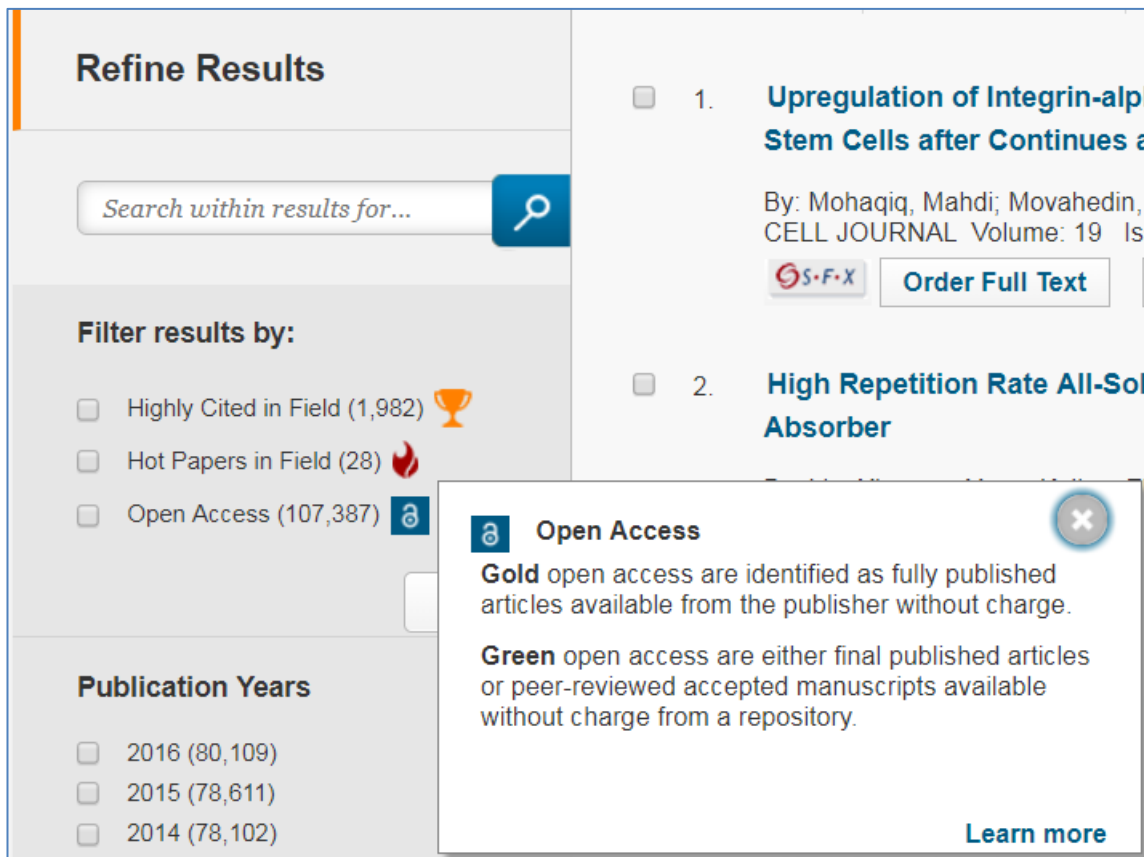 Refine Results
Search within results for...
Filter results by:
Highly Cited in Field (1,982)
Hot Papers in Field (28)
Open Access (107,387)
Publication Years
2016 (80,109)
2015 (78,611)
2014 (78,102)
1. Upregulation of Integrin-alp
Stem Cells after Continues a
By: Mohaqiq, Mahdi; Movahedin,
CELL JOURNAL Volume: 19 Is
S·F·X Order Full Text
2. High Repetition Rate All-Sol
Absorber
Open Access
Gold open access are identified as fully published
articles available from the publisher without charge.
Green open access are either final published articles
or peer-reviewed accepted manuscripts available
without charge from a repository.
Learn more